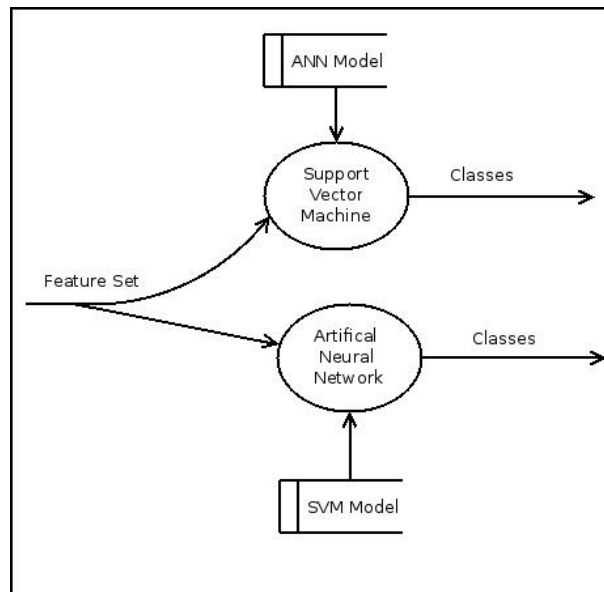 ANN Model
Support
Vector
Machine
Classes
Feature Set
Artifical
Neural
Network
Classes
SVM Model